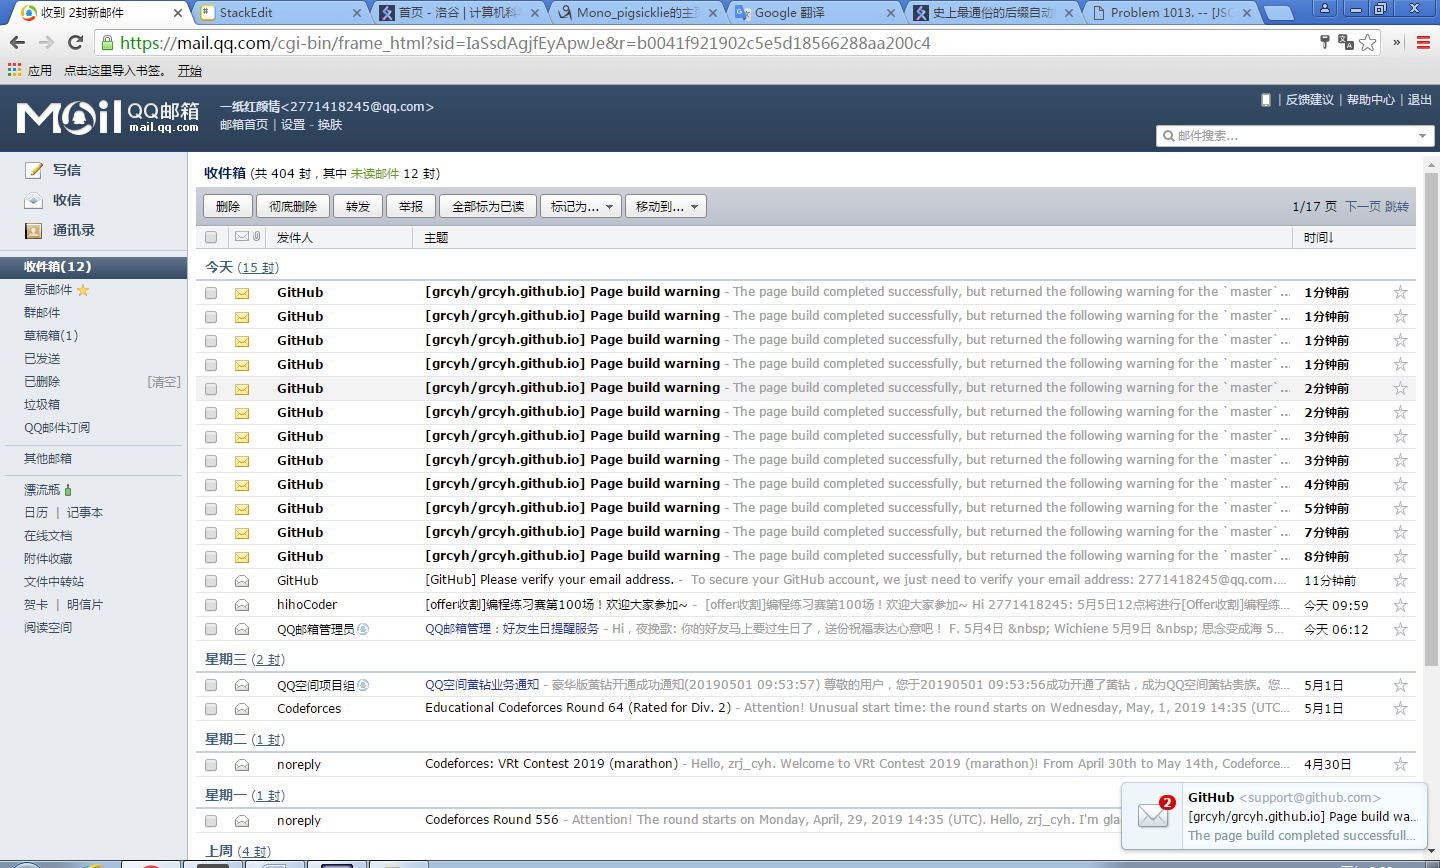 收到 2封新邮件
StackEdit
首页 - 洛谷 | 计算机科
Mono_pigsicklie的主
Google 翻译
史上最通俗的后缀自动
Problem 1013. -- [JSC
https://mail.qq.com/cgi-bin/frame_html?sid=IaSsdAgjfEyApwJe&r=b0041f921902c5e5d18566288aa200c4
应用 点击这里导入书签。 开始
MOil QQ邮箱
mail.qq.com
一纸红颜情<2771418245@qq.com>
邮箱首页 | 设置 - 换肤
| 反馈建议 | 帮助中心 | 退出
邮件搜索...
写信
收信
通讯录
收件箱(12)
星标邮件
群邮件
草稿箱(1)
已发送
已删除 [清空]
垃圾箱
QQ邮件订阅
其他邮箱
漂流瓶
日历 | 记事本
在线文档
附件收藏
文件中转站
贺卡 | 明信片
阅读空间
收件箱 (共 404 封，其中 未读邮件 12 封)
删除 彻底删除 转发 举报 全部标为已读 标记为... 移动到... 1/17 页 下一页 跳转
发件人 主题 时间↓
今天 (15 封)
GitHub [grcyh/grcyh.github.io] Page build warning - The page build completed successfully, but returned the following warning for the `master`... 1分钟前
GitHub [grcyh/grcyh.github.io] Page build warning - The page build completed successfully, but returned the following warning for the `master`... 1分钟前
GitHub [grcyh/grcyh.github.io] Page build warning - The page build completed successfully, but returned the following warning for the `master`... 1分钟前
GitHub [grcyh/grcyh.github.io] Page build warning - The page build completed successfully, but returned the following warning for the `master`... 1分钟前
GitHub [grcyh/grcyh.github.io] Page build warning - The page build completed successfully, but returned the following warning for the `master`... 2分钟前
GitHub [grcyh/grcyh.github.io] Page build warning - The page build completed successfully, but returned the following warning for the `master`... 2分钟前
GitHub [grcyh/grcyh.github.io] Page build warning - The page build completed successfully, but returned the following warning for the `master`... 3分钟前
GitHub [grcyh/grcyh.github.io] Page build warning - The page build completed successfully, but returned the following warning for the `master`... 3分钟前
GitHub [grcyh/grcyh.github.io] Page build warning - The page build completed successfully, but returned the following warning for the `master`... 4分钟前
GitHub [grcyh/grcyh.github.io] Page build warning - The page build completed successfully, but returned the following warning for the `master`... 5分钟前
GitHub [grcyh/grcyh.github.io] Page build warning - The page build completed successfully, but returned the following warning for the `master`... 7分钟前
GitHub [grcyh/grcyh.github.io] Page build warning - The page build completed successfully, but returned the following warning for the `master`... 8分钟前
GitHub [GitHub] Please verify your email address. - To secure your GitHub account, we just need to verify your email address: 2771418245@qq.com.... 11分钟前
hihoCoder [offer收割]编程练习赛第100场！欢迎大家参加~ - [offer收割]编程练习赛第100场！欢迎大家参加~ Hi 2771418245: 5月5日12点将进行[Offer收割]编程练... 今天 09:59
QQ邮箱管理员 QQ邮箱管理：好友生日提醒服务 - Hi，夜挽歌: 你的好友马上要过生日了，送份祝福表达心意吧！ F. 5月4日 &nbsp; Wichiene 5月9日 &nbsp; 思念变成海 5... 今天 06:12
星期三 (2 封)
QQ空间项目组 QQ空间黄钻业务通知 - 豪华版黄钻开通成功通知(20190501 09:53:57) 尊敬的用户，您于20190501 09:53:56成功开通了黄钻，成为QQ空间黄钻贵族。您... 5月1日
Codeforces Educational Codeforces Round 64 (Rated for Div. 2) - Attention! Unusual start time: the round starts on Wednesday, May, 1, 2019 14:35 (UTC... 5月1日
星期二 (1 封)
noreply Codeforces: VRt Contest 2019 (marathon) - Hello, zrj_cyh. Welcome to VRt Contest 2019 (marathon)! From April 30th to May 14th, Codeforce... 4月30日
星期一 (1 封)
noreply Codeforces Round 556 - Attention! The round starts on Monday, April, 29, 2019 14:35 (UTC). Hello, zrj_cyh. I'm gla
上周 (4 封)
2
GitHub <support@github.com>
[grcyh/grcyh.github.io] Page build wa...
The page build completed successfull...